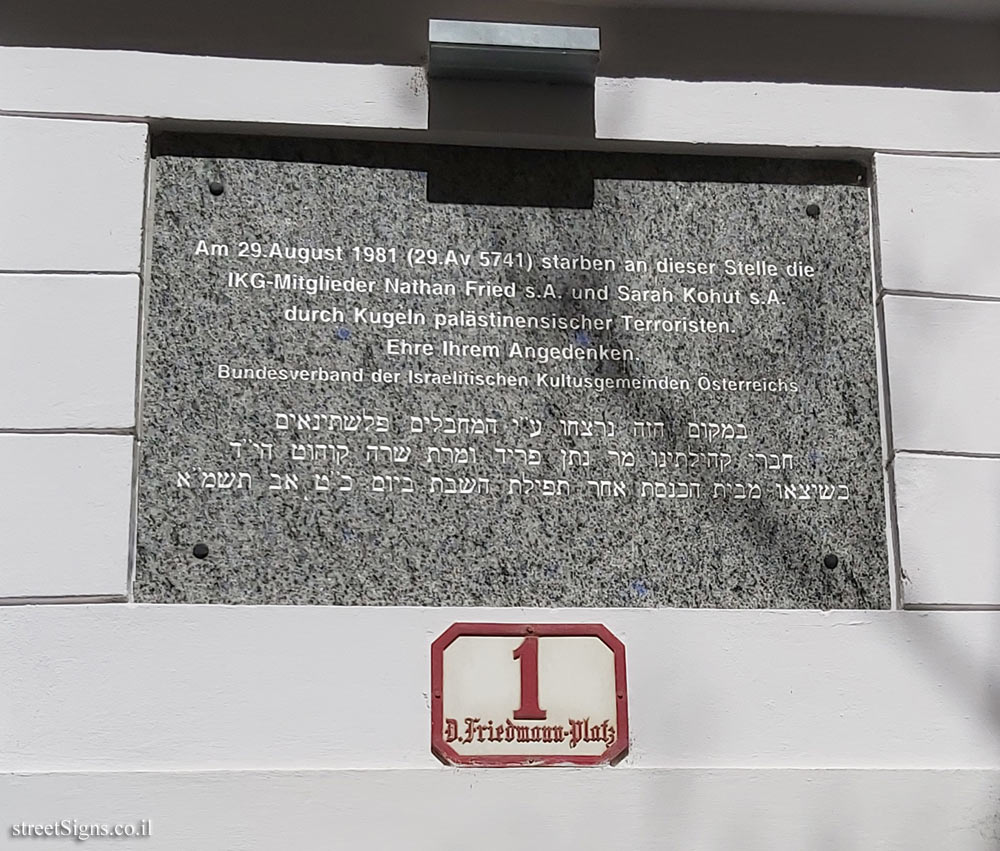 Am 29.August 1981 (29.Av 5741) starben an dieser Stelle die
IKG-Mitglieder Nathan Fried s.A. und Sarah Kohut s.A.
durch Kugeln palästinensischer Terroristen.
Ehre Ihrem Angedenken.
Bundesverband der Israelitischen Kultusgemeinden Österreichs
במקום הזה נרצחו ע"י המחבלים פלשתינאים
חברי קהילתינו מר נתן פריד ומרת שרה קוהוט הי"ד
כשיצאו מבית הכנסת אחר תפילת השבת ביום כ"ט אב תשמ"א
1
D.Friedmann-Platz
streetSigns.co.il